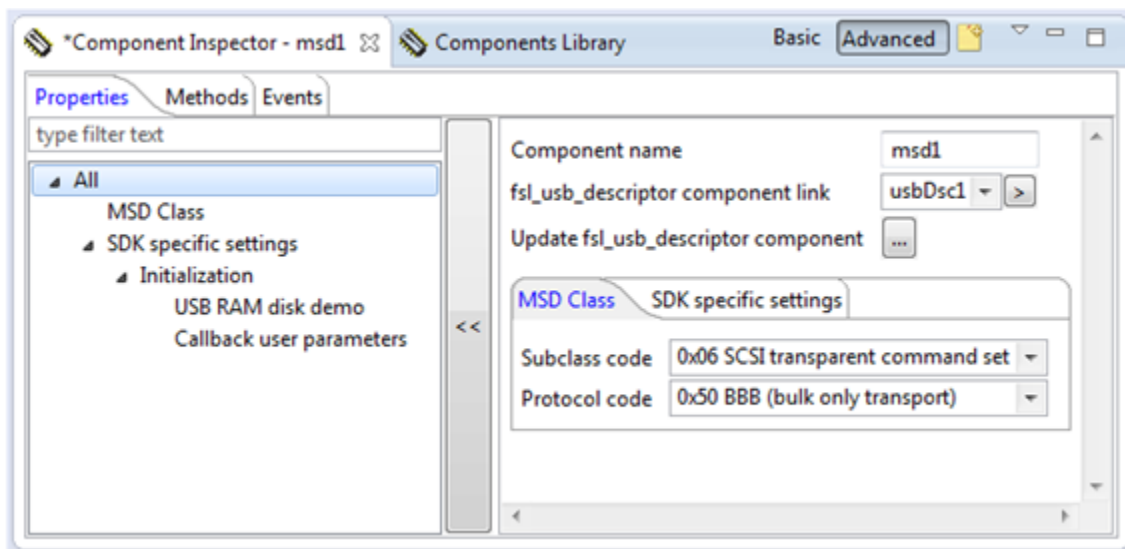 *Component Inspector - msd1 Components Library Basic Advanced
Properties Methods Events
type filter text
All
MSD Class
SDK specific settings
Initialization
USB RAM disk demo
Callback user parameters
<<
Component name msd1
fsl_usb_descriptor component link usbDsc1 >
Update fsl_usb_descriptor component ...
MSD Class SDK specific settings
Subclass code 0x06 SCSI transparent command set
Protocol code 0x50 BBB (bulk only transport)